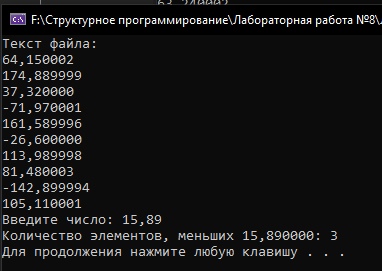 63,240002
F:\Структурное программирование\Лабораторная работа №8\
Текст файла:
64,150002
174,889999
37,320000
-71,970001
161,589996
-26,600000
113,989998
81,480003
-142,899994
105,110001
Введите число: 15,89
Количество элементов, меньших 15,890000: 3
Для продолжения нажмите любую клавишу . . .